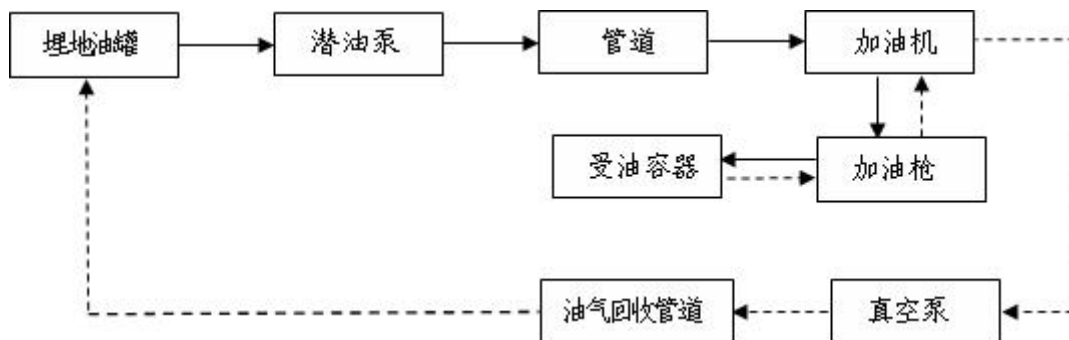 埋地油罐
潜油泵
管道
加油机
受油容器
加油枪
油气回收管道
真空泵